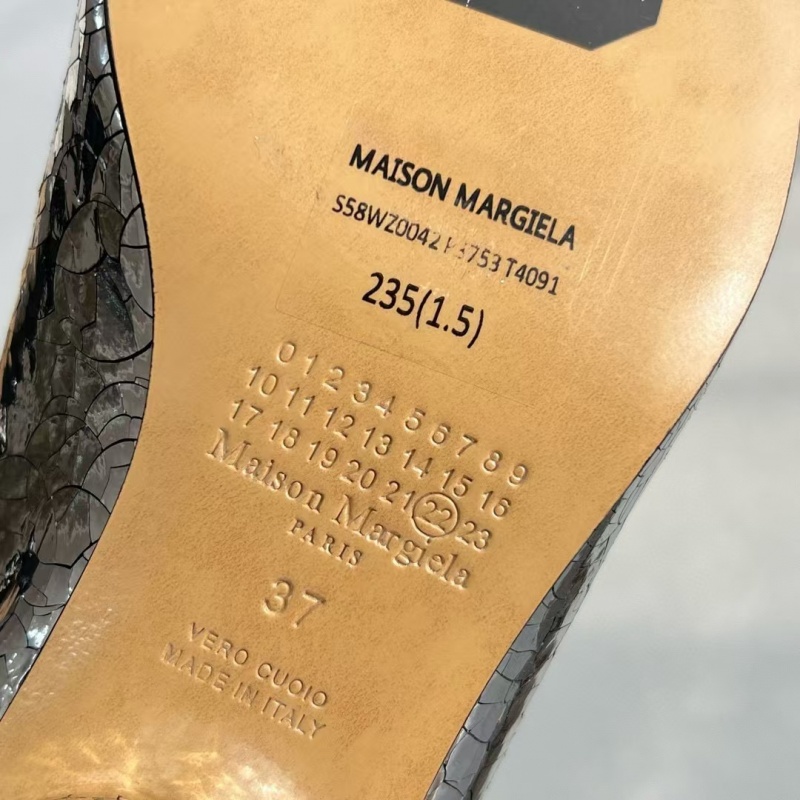 MAISON MARGIELA
S58WZ0042 P3753 T4091
235(1.5)
0 1 2 3 4 5 6 7 8 9
10 11 12 13 14 15 16
17 18 19 20 21 22 23
Maison Margiela
PARIS
37
VERO CUOIO
MADE IN ITALY